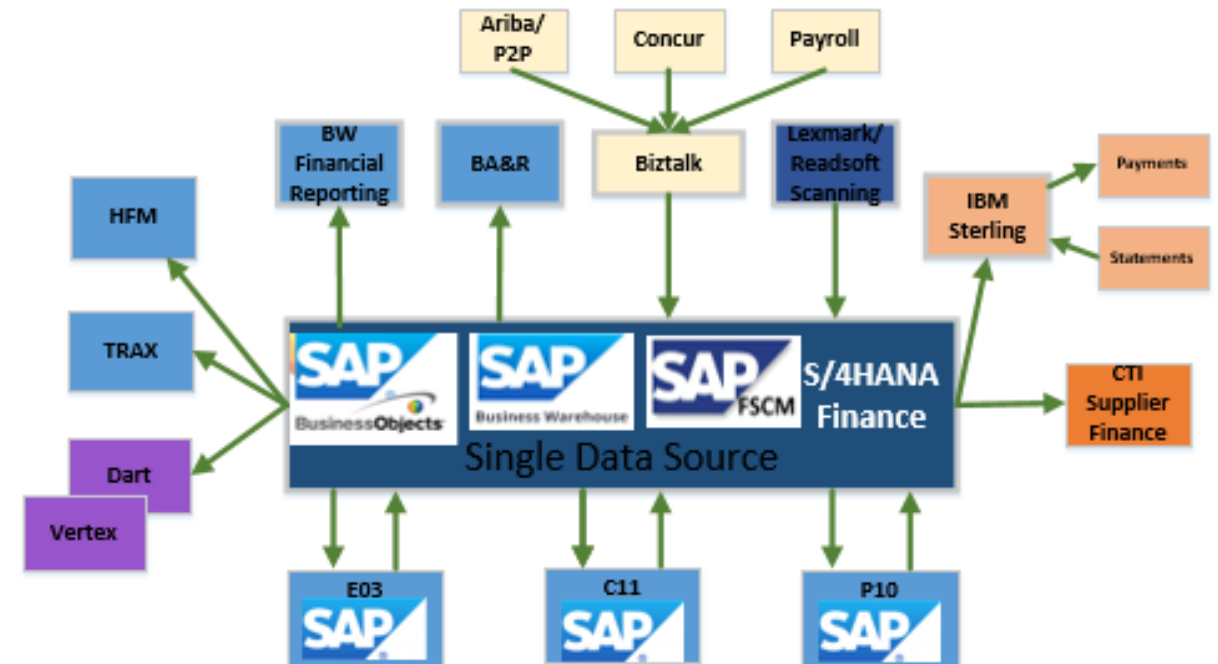 Ariba/
P2P
Concur
Payroll
BW
Financial
Reporting
BA&R
Biztalk
Lexmark/
Readsoft
Scanning
Payments
IBM
Sterling
Statements
HFM
TRAX
Dart
Vertex
SAP
BusinessObjects
SAP
Business Warehouse
SAP
FSCM
S/4HANA
Finance
Single Data Source
CTI
Supplier
Finance
E03
SAP
C11
SAP
P10
SAP